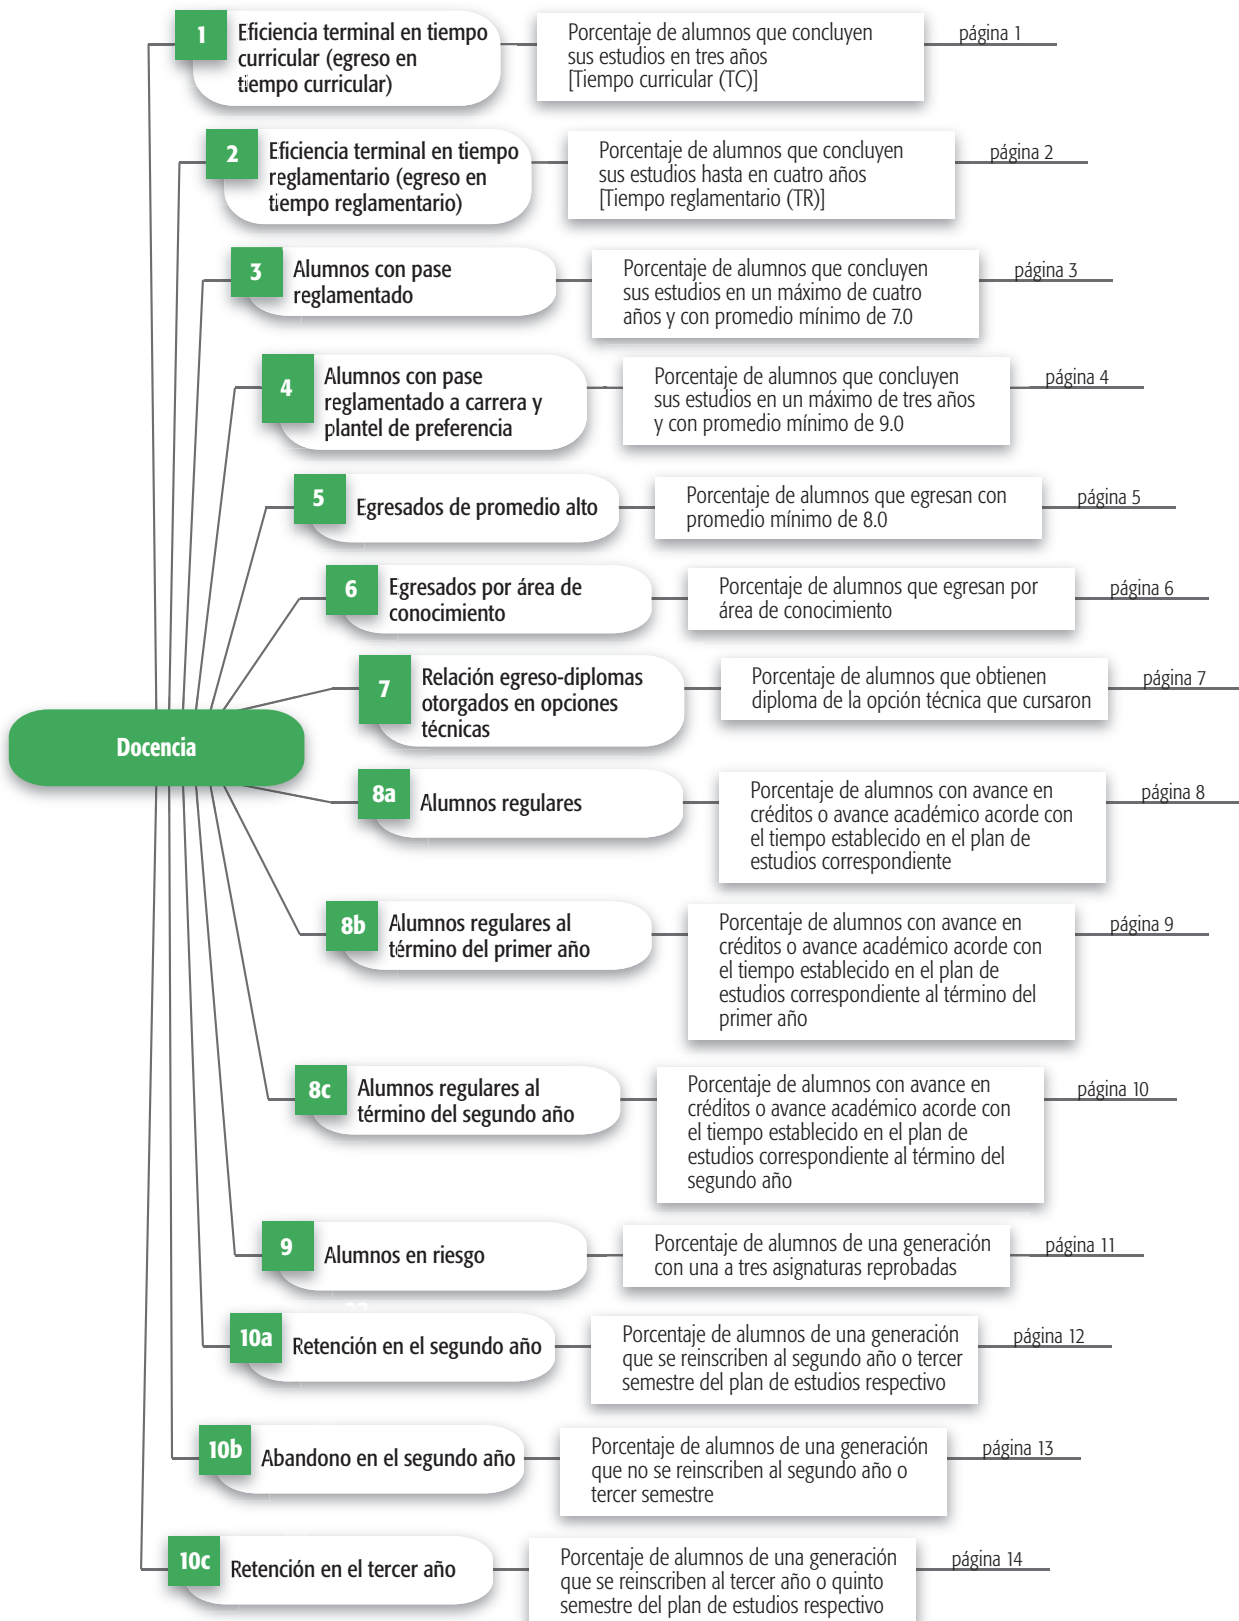 1
Eficiencia terminal en tiempo
curricular (egreso en
tiempo curricular)
Porcentaje de alumnos que concluyen
sus estudios en tres años
[Tiempo curricular (TC)]
página 1
2
Eficiencia terminal en tiempo
reglamentario (egreso en
tiempo reglamentario)
Porcentaje de alumnos que concluyen
sus estudios hasta en cuatro años
[Tiempo reglamentario (TR)]
página 2
3
Alumnos con pase
reglamentado
Porcentaje de alumnos que concluyen
sus estudios en un máximo de cuatro
años y con promedio mínimo de 7.0
página 3
4
Alumnos con pase
reglamentado a carrera y
plantel de preferencia
Porcentaje de alumnos que concluyen
sus estudios en un máximo de tres años
y con promedio mínimo de 9.0
página 4
5
Egresados de promedio alto
Porcentaje de alumnos que egresan con
promedio mínimo de 8.0
página 5
6
Egresados por área de
conocimiento
Porcentaje de alumnos que egresan por
área de conocimiento
página 6
7
Relación egreso-diplomas
otorgados en opciones
técnicas
Porcentaje de alumnos que obtienen
diploma de la opción técnica que cursaron
página 7
Docencia
8a
Alumnos regulares
Porcentaje de alumnos con avance en
créditos o avance académico acorde con
el tiempo establecido en el plan de
estudios correspondiente
página 8
8b
Alumnos regulares al
término del primer año
Porcentaje de alumnos con avance en
créditos o avance académico acorde con
el tiempo establecido en el plan de
estudios correspondiente al término del
primer año
página 9
8c
Alumnos regulares al
término del segundo año
Porcentaje de alumnos con avance en
créditos o avance académico acorde con
el tiempo establecido en el plan de
estudios correspondiente al término del
segundo año
página 10
9
Alumnos en riesgo
Porcentaje de alumnos de una generación
con una a tres asignaturas reprobadas
página 11
10a
Retención en el segundo año
Porcentaje de alumnos de una generación
que se reinscriben al segundo año o tercer
semestre del plan de estudios respectivo
página 12
10b
Abandono en el segundo año
Porcentaje de alumnos de una generación
que no se reinscriben al segundo año o
tercer semestre
página 13
10c
Retención en el tercer año
Porcentaje de alumnos de una generación
que se reinscriben al tercer año o quinto
semestre del plan de estudios respectivo
página 14